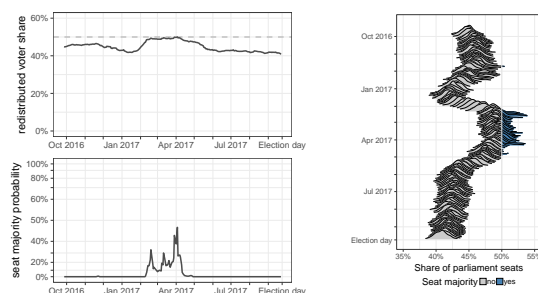 redistributed voter share
60%
40%
20%
0%
Oct 2016 Jan 2017 Apr 2017 Jul 2017 Election day
seat majority probability
100%
80%
60%
50%
40%
20%
0%
Oct 2016 Jan 2017 Apr 2017 Jul 2017 Election day
Oct 2016
Jan 2017
Apr 2017
Jul 2017
Election day
35% 40% 45% 50% 55%
Share of parliament seats
Seat majority no yes